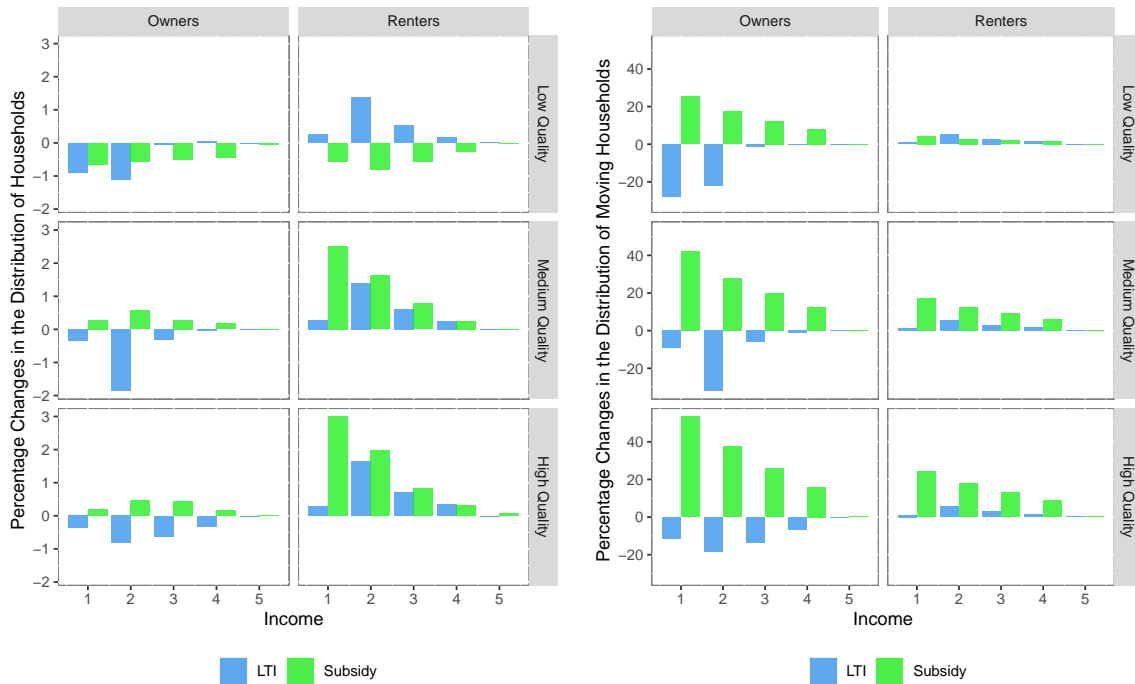 Owners Renters
Low Quality
3
2
1
0
−1
−2
Medium Quality
3
2
1
0
−1
−2
High Quality
3
2
1
0
−1
−2
Percentage Changes in the Distribution of Households
1 2 3 4 5 1 2 3 4 5
Income
LTI Subsidy
Owners Renters
Low Quality
40
20
0
−20
Medium Quality
40
20
0
−20
High Quality
40
20
0
−20
Percentage Changes in the Distribution of Moving Households
1 2 3 4 5 1 2 3 4 5
Income
LTI Subsidy